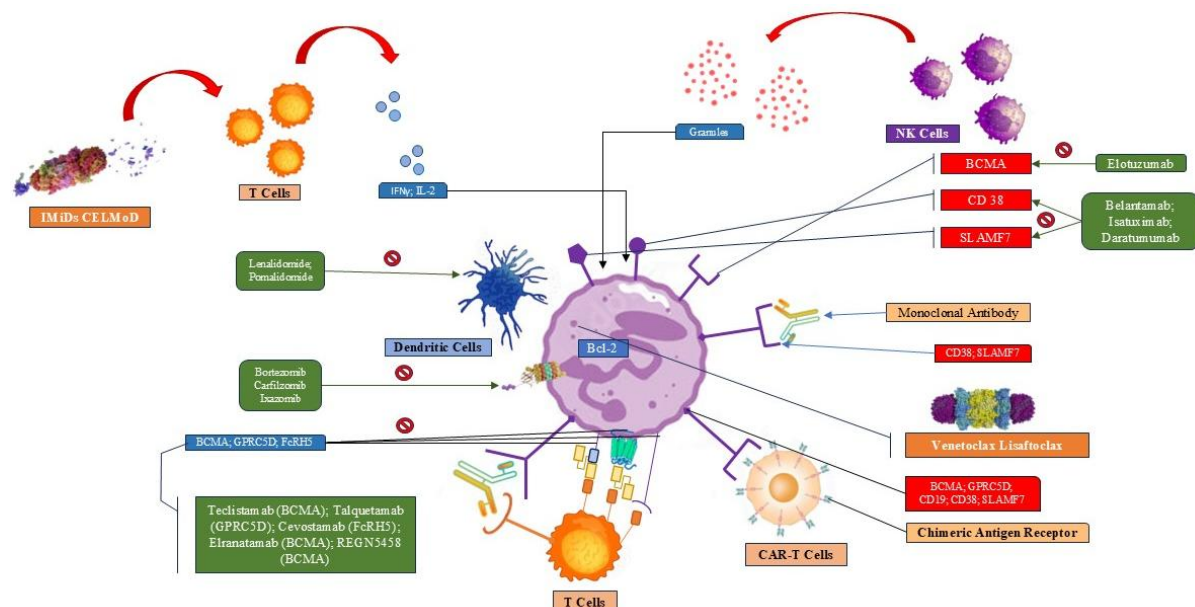 Granules
NK Cells
T Cells
IFNγ; IL-2
IMiDs CELMoD
BCMA
Elotuzumab
CD 38
SLAMF7
Belantamab;
Isatuximab;
Daratumumab
Lenalidomide;
Pomalidomide
Dendritic Cells
Bcl-2
Monoclonal Antibody
CD38; SLAMF7
Bortezomib
Carfilzomib
Ixazomib
BCMA; GPRC5D; FcRH5
Venetoclax Lisaftoclax
BCMA; GPRC5D;
CD19; CD38; SLAMF7
Teclistamab (BCMA); Talquetamab
(GPRC5D); Cevostamab (FcRH5);
Elranatamab (BCMA); REGN5458
(BCMA)
Chimeric Antigen Receptor
CAR-T Cells
T Cells